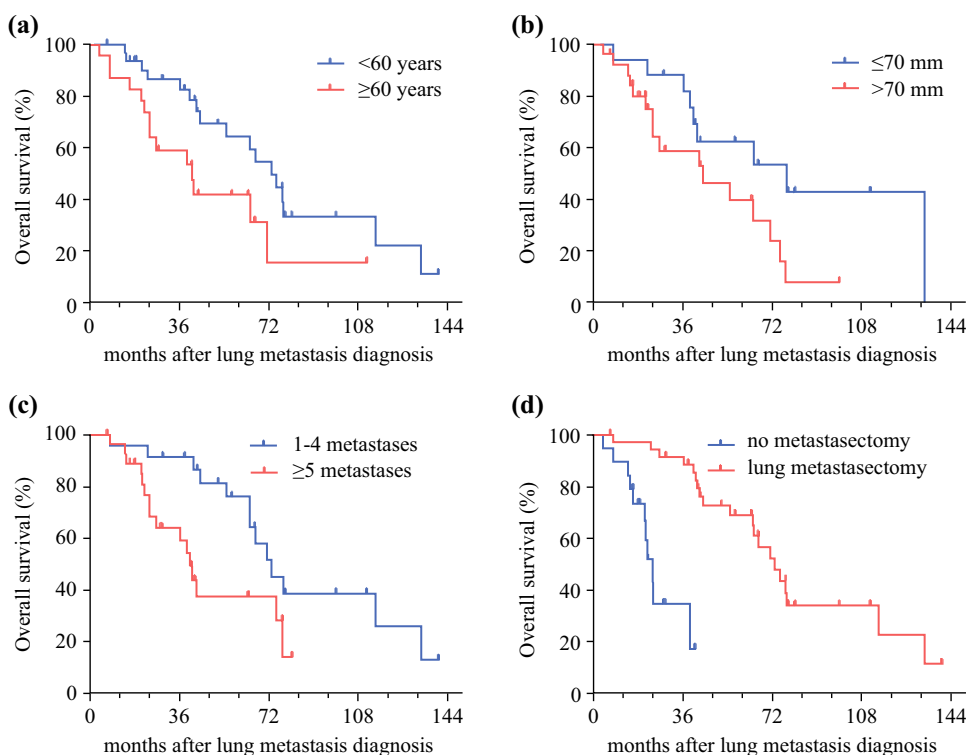 (a)
100
80
60
40
20
0
Overall survival (%)
<60 years
≥60 years
0 36 72 108 144
months after lung metastasis diagnosis
(b)
100
80
60
40
20
0
Overall survival (%)
≤70 mm
>70 mm
0 36 72 108 144
months after lung metastasis diagnosis
(c)
100
80
60
40
20
0
Overall survival (%)
1-4 metastases
≥5 metastases
0 36 72 108 144
months after lung metastasis diagnosis
(d)
100
80
60
40
20
0
Overall survival (%)
no metastasectomy
lung metastasectomy
0 36 72 108 144
months after lung metastasis diagnosis